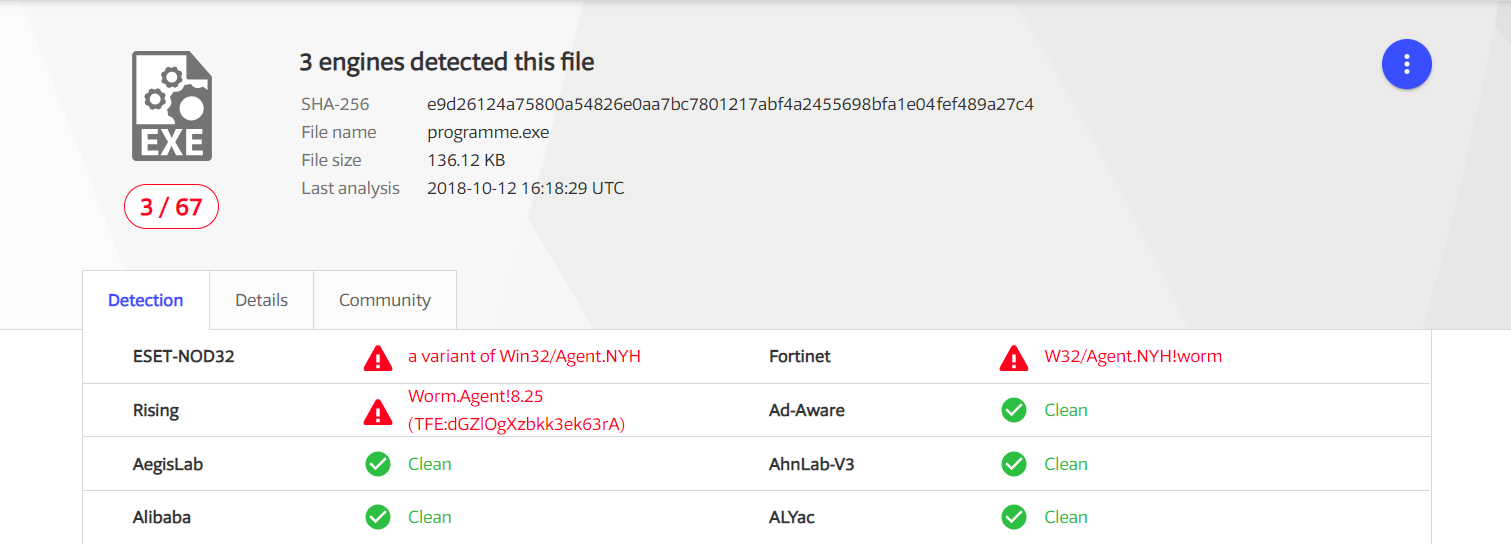 3 engines detected this file
SHA-256 e9d26124a75800a54826e0aa7bc7801217abf4a2455698bfa1e04fef489a27c4
File name programme.exe
File size 136.12 KB
Last analysis 2018-10-12 16:18:29 UTC
EXE
3 / 67
Detection Details Community
ESET-NOD32 a variant of Win32/Agent.NYH Fortinet W32/Agent.NYH!worm
Rising Worm.Agent!8.25 (TFE:dGZlOgXzbkk3ek63rA) Ad-Aware Clean
AegisLab Clean AhnLab-V3 Clean
Alibaba Clean ALYac Clean